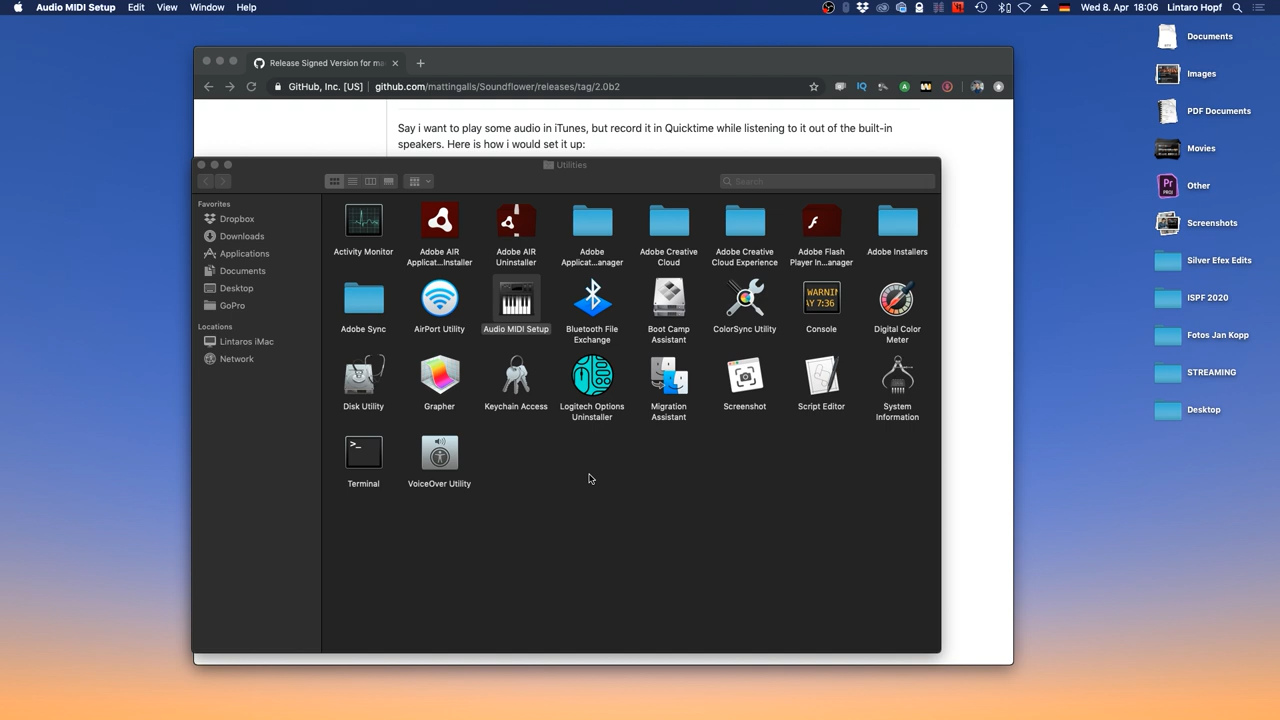 Audio MIDI Setup Edit View Window Help Wed 8. Apr 18:06 Lintaro Hopf
Release Signed Version for ma
GitHub, Inc. [US] github.com/mattingalls/Soundflower/releases/tag/2.0b2
Say i want to play some audio in iTunes, but record it in Quicktime while listening to it out of the built-in
speakers. Here is how i would set it up:
Utilities
Search
Favorites
Dropbox
Downloads
Applications
Documents
Desktop
GoPro
Locations
Lintaros iMac
Network
Activity Monitor
Adobe AIR
Applicat...Installer
Adobe AIR
Uninstaller
Adobe
Applicat...anager
Adobe Creative
Cloud
Adobe Creative
Cloud Experience
Adobe Flash
Player In...anager
Adobe Installers
Adobe Sync
AirPort Utility
Audio MIDI Setup
Bluetooth File
Exchange
Boot Camp
Assistant
ColorSync Utility
WARNIN
AY 7:36
Console
Digital Color
Meter
Disk Utility
Grapher
Keychain Access
Logitech Options
Uninstaller
Migration
Assistant
Screenshot
Script Editor
System
Information
Terminal
VoiceOver Utility
Documents
Images
PDF Documents
Movies
Pr
Other
Screenshots
Silver Efex Edits
ISPF 2020
Fotos Jan Kopp
STREAMING
Desktop